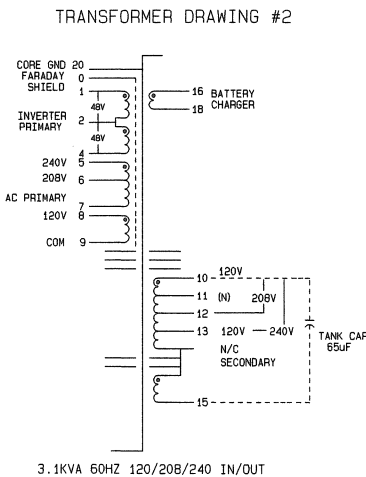 TRANSFORMER DRAWING #2
CORE GND 20
FARADAY 0
SHIELD
1
48V
INVERTER 2
PRIMARY
48V
4
240V 5
208V 6
AC PRIMARY
7
120V 8
COM 9
16 BATTERY
18 CHARGER
10 120V
11 (N) 208V
12
13 120V 240V
N/C
SECONDARY
TANK CAP
65uF
15
3.1KVA 60HZ 120/208/240 IN/OUT